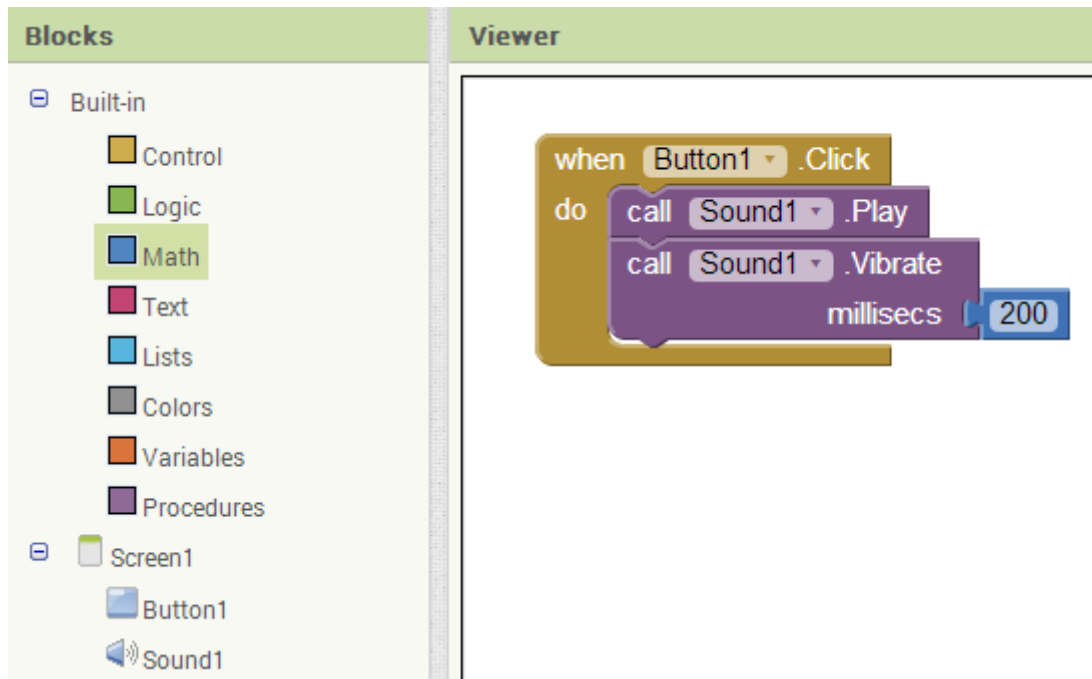 Blocks
Built-in
Control
Logic
Math
Text
Lists
Colors
Variables
Procedures
Screen1
Button1
Sound1
Viewer
when Button1 .Click
do call Sound1 .Play
call Sound1 .Vibrate
millisecs 200